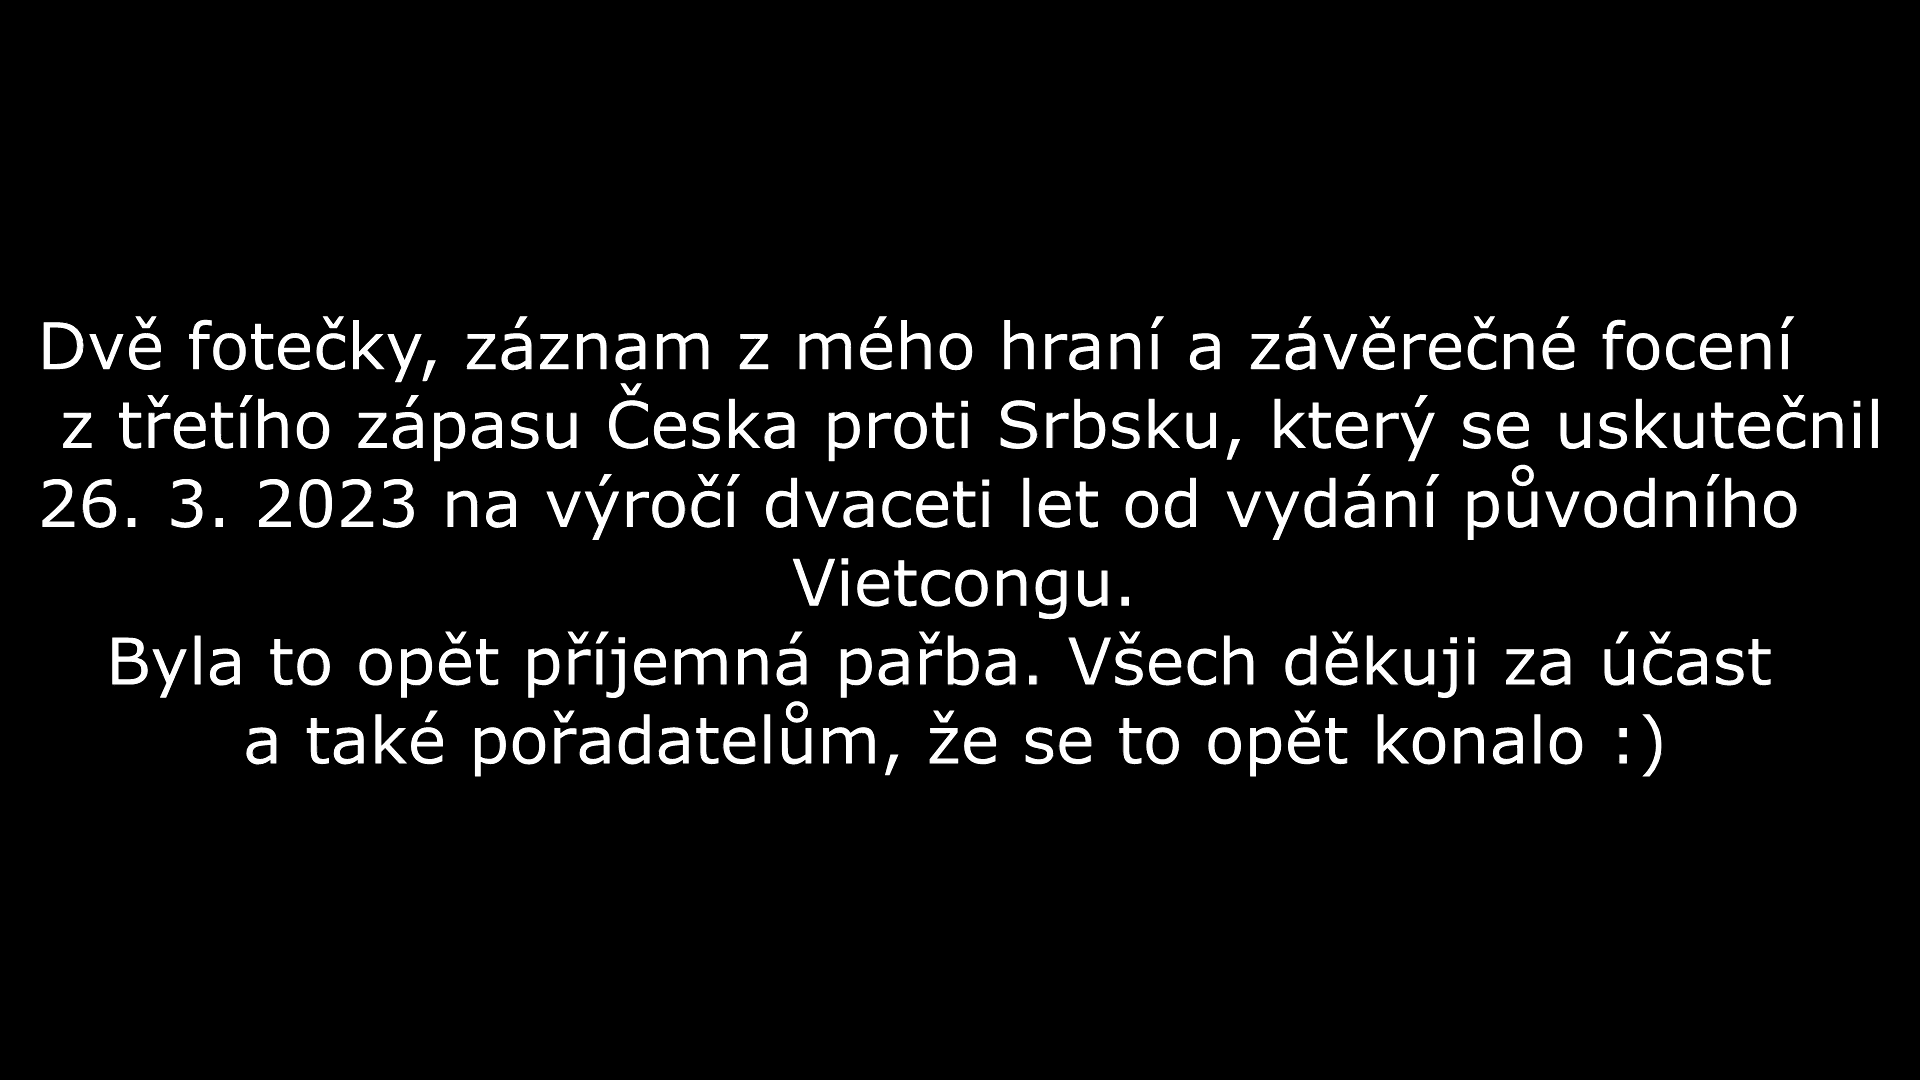 Dvě fotečky, záznam z mého hraní a závěrečné focení
z třetího zápasu Česka proti Srbsku, který se uskutečnil
26. 3. 2023 na výročí dvaceti let od vydání původního
Vietcongu.
Byla to opět příjemná pařba. Všech děkuji za účast
a také pořadatelům, že se to opět konalo :)